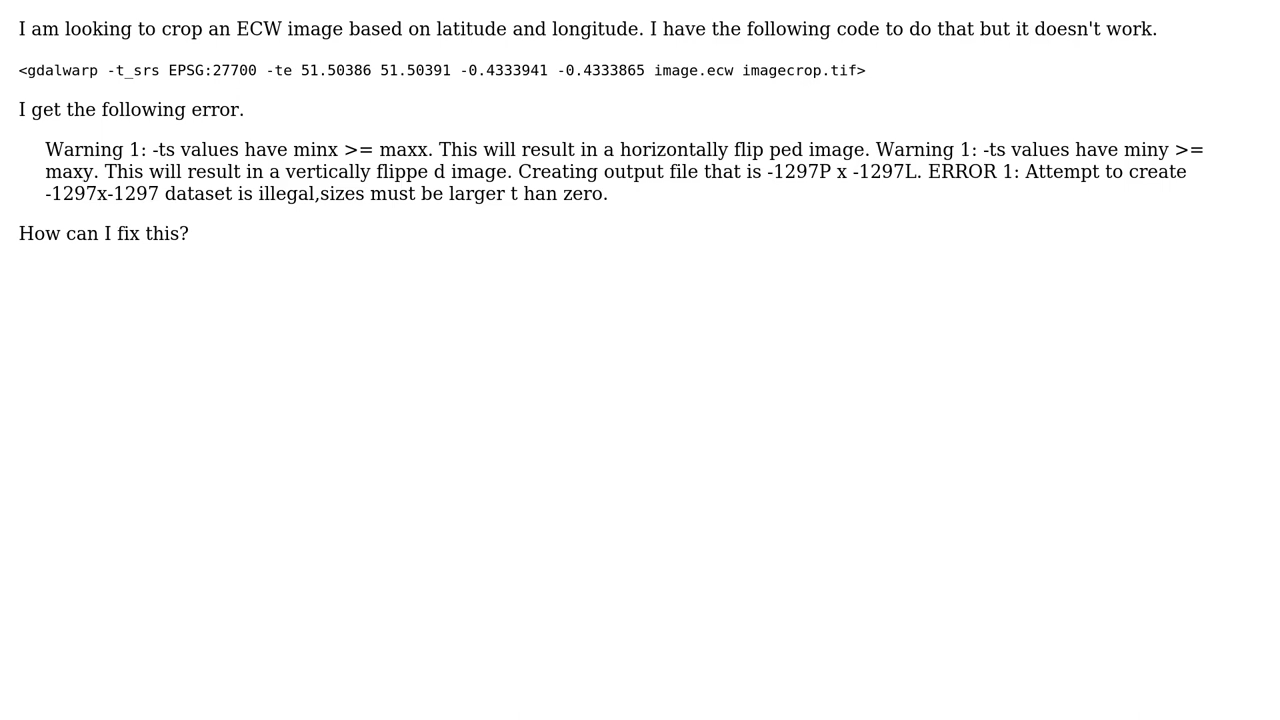 I am looking to crop an ECW image based on latitude and longitude. I have the following code to do that but it doesn't work.
<gdalwarp -t_srs EPSG:27700 -te 51.50386 51.50391 -0.4333941 -0.4333865 image.ecw imagecrop.tif>
I get the following error.
Warning 1: -ts values have minx >= maxx. This will result in a horizontally flip ped image. Warning 1: -ts values have miny >=
maxy. This will result in a vertically flippe d image. Creating output file that is -1297P x -1297L. ERROR 1: Attempt to create
-1297x-1297 dataset is illegal,sizes must be larger t han zero.
How can I fix this?